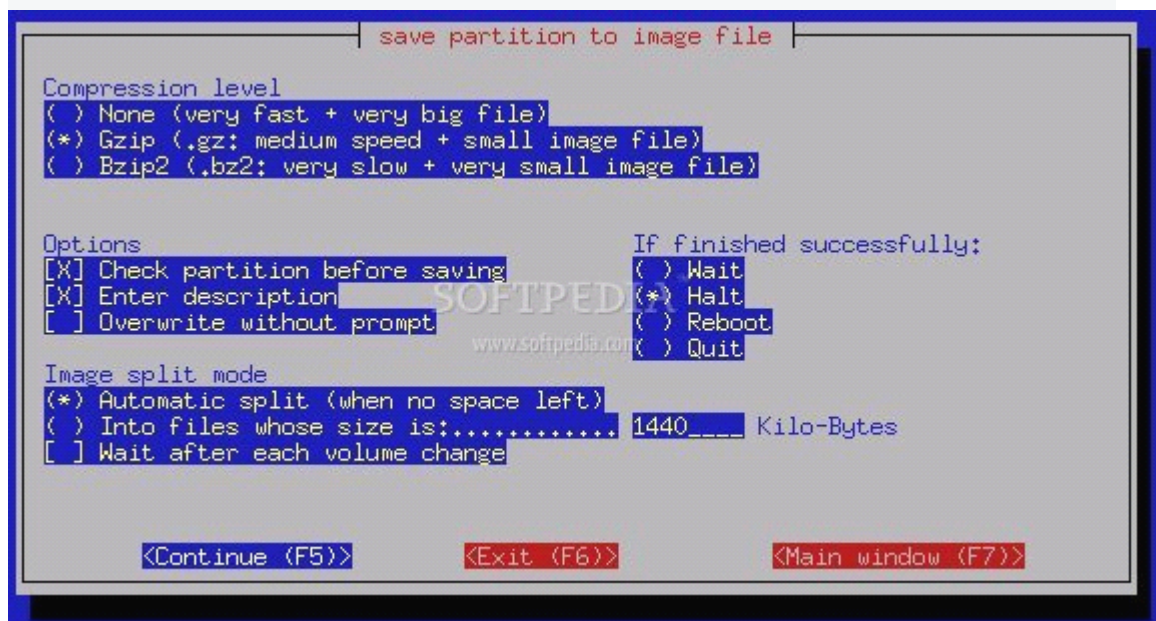 save partition to image file
Compression level
( ) None (very fast + very big file)
(*) Gzip (.gz: medium speed + small image file)
( ) Bzip2 (.bz2: very slow + very small image file)
Options
[X] Check partition before saving
[X] Enter description
[ ] Overwrite without prompt
If finished successfully:
( ) Wait
(*) Halt
( ) Reboot
( ) Quit
SOFTPEDIA
www.softpedia.com
Image split mode
(*) Automatic split (when no space left)
( ) Into files whose size is:............. 1440____ Kilo-Bytes
[ ] Wait after each volume change
<Continue (F5)> <Exit (F6)> <Main window (F7)>